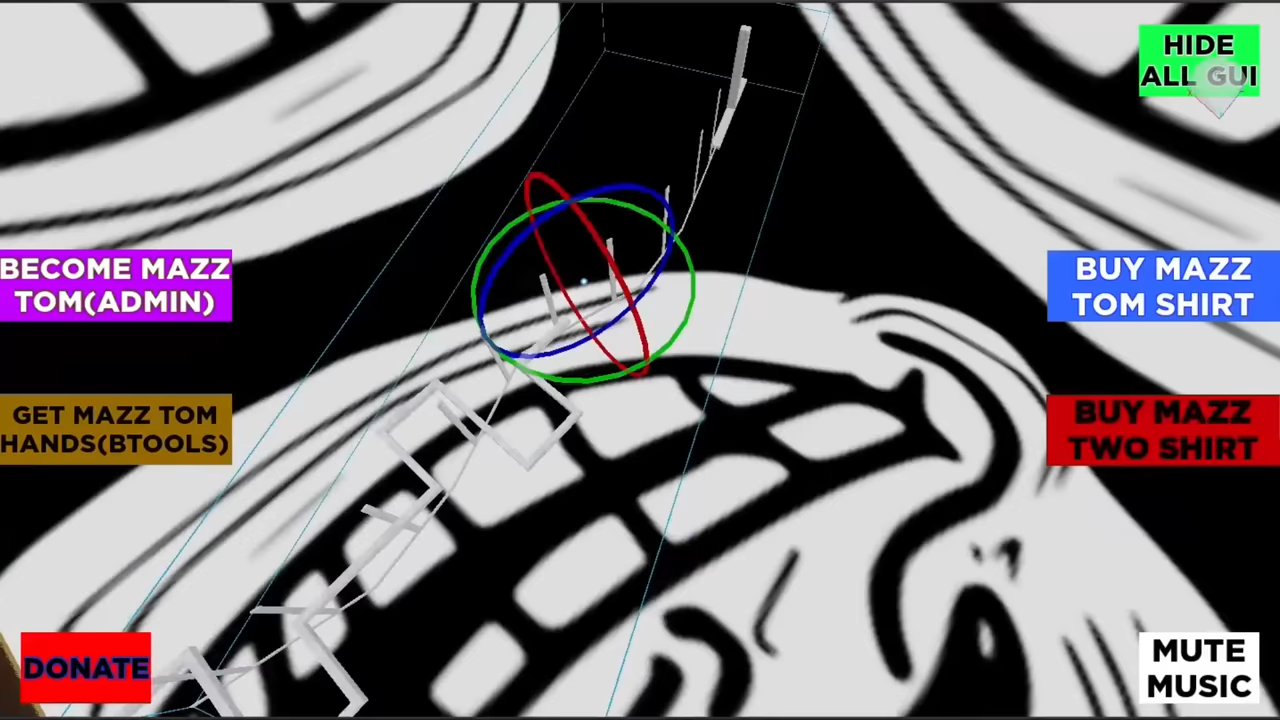 HIDE
ALL GUI
BECOME MAZZ
TOM(ADMIN)
BUY MAZZ
TOM SHIRT
GET MAZZ TOM
HANDS(BTOOLS)
BUY MAZZ
TWO SHIRT
DONATE
MUTE
MUSIC